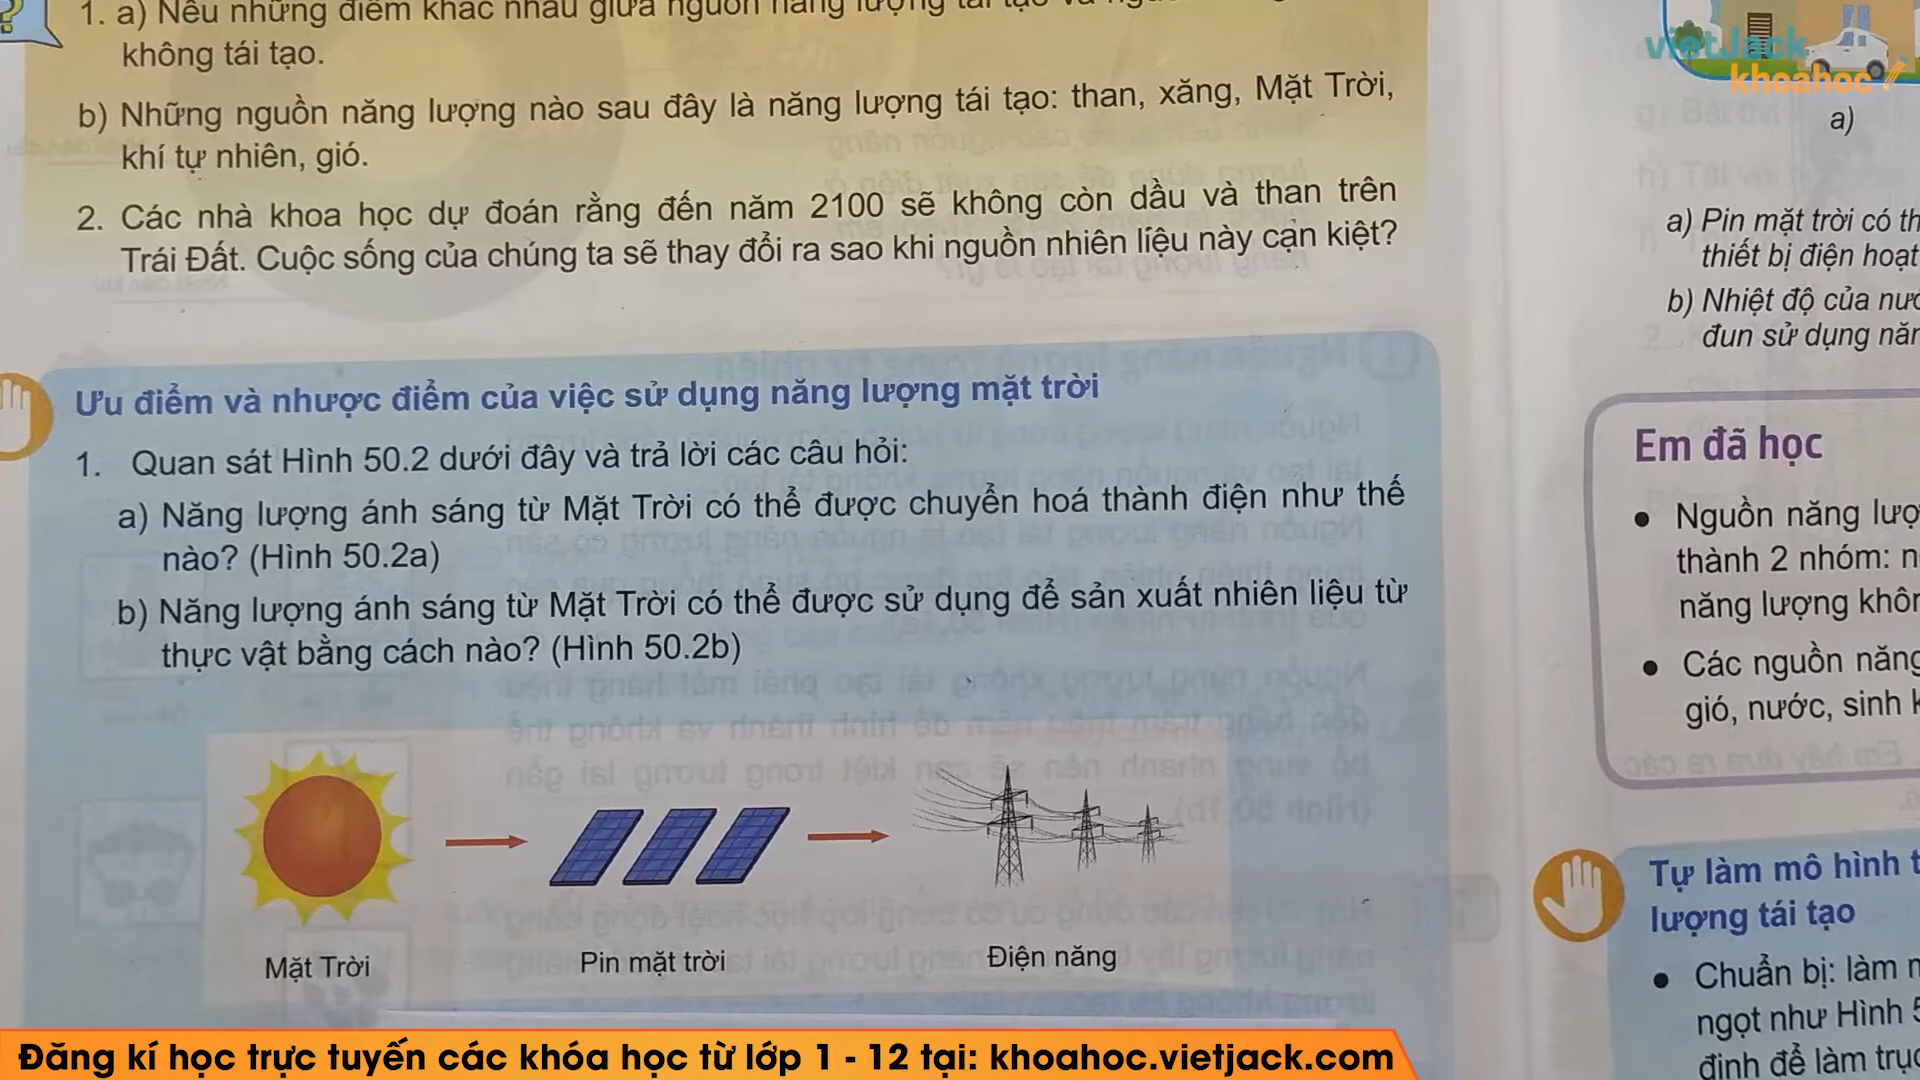 1. a) Nêu những điểm khác nhau giữa nguồn năng lượng tái tạo và
không tái tạo.
b) Những nguồn năng lượng nào sau đây là năng lượng tái tạo: than, xăng, Mặt Trời,
khí tự nhiên, gió.
2. Các nhà khoa học dự đoán rằng đến năm 2100 sẽ không còn dầu và than trên
Trái Đất. Cuộc sống của chúng ta sẽ thay đổi ra sao khi nguồn nhiên liệu này cạn kiệt?
Ưu điểm và nhược điểm của việc sử dụng năng lượng mặt trời
1. Quan sát Hình 50.2 dưới đây và trả lời các câu hỏi:
a) Năng lượng ánh sáng từ Mặt Trời có thể được chuyển hoá thành điện như thế
nào? (Hình 50.2a)
b) Năng lượng ánh sáng từ Mặt Trời có thể được sử dụng để sản xuất nhiên liệu từ
thực vật bằng cách nào? (Hình 50.2b)
Mặt Trời
Pin mặt trời
Điện năng
vietJack
khoahoc
a)
a) Pin mặt trời có th
thiết bị điện hoạt
b) Nhiệt độ của nướ
đun sử dụng năn
Em đã học
• Nguồn năng lượ
thành 2 nhóm: n
năng lượng khôn
• Các nguồn năng
gió, nước, sinh k
Tự làm mô hình t
lượng tái tạo
• Chuẩn bị: làm m
ngọt như Hình 5
định để làm trục
Đăng kí học trực tuyến các khóa học từ lớp 1 - 12 tại: khoahoc.vietjack.com